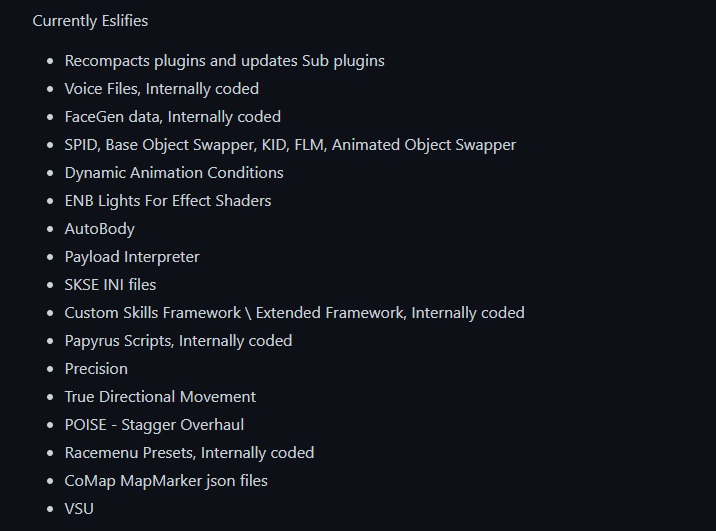 Currently Eslifies
Recompacts plugins and updates Sub plugins
Voice Files, Internally coded
FaceGen data, Internally coded
SPID, Base Object Swapper, KID, FLM, Animated Object Swapper
Dynamic Animation Conditions
ENB Lights For Effect Shaders
AutoBody
Payload Interpreter
SKSE INI files
Custom Skills Framework \ Extended Framework, Internally coded
Papyrus Scripts, Internally coded
Precision
True Directional Movement
POISE - Stagger Overhaul
Racemenu Presets, Internally coded
CoMap MapMarker json files
VSU